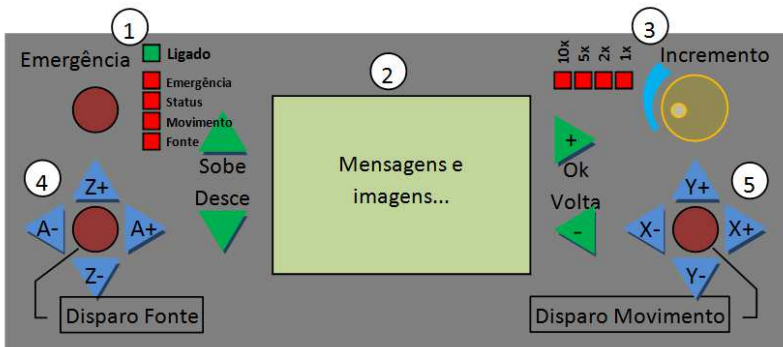 1
Emergência
Ligado
Emergência
Status
Movimento
Fonte
2
Mensagens e
imagens...
3
10x
5x
2x
1x
Incremento
Sobe
Desce
+
Ok
Volta
-
4
Z+
A-
A+
Z-
Disparo Fonte
5
Y+
X-
X+
Y-
Disparo Movimento